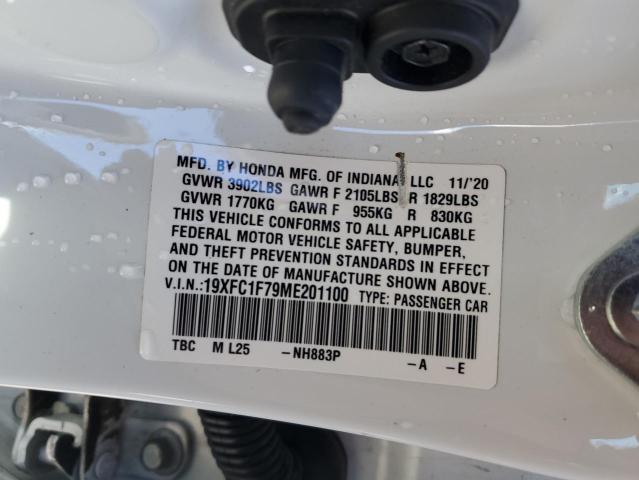 MFD. BY HONDA MFG. OF INDIANA, LLC 11/'20
GVWR 3902LBS GAWR F 2105LBS R 1829LBS
GVWR 1770KG GAWR F 955KG R 830KG
THIS VEHICLE CONFORMS TO ALL APPLICABLE
FEDERAL MOTOR VEHICLE SAFETY, BUMPER,
AND THEFT PREVENTION STANDARDS IN EFFECT
ON THE DATE OF MANUFACTURE SHOWN ABOVE.
V.I.N.:19XFC1F79ME201100 TYPE: PASSENGER CAR
TBC M L25 -NH883P -A -E